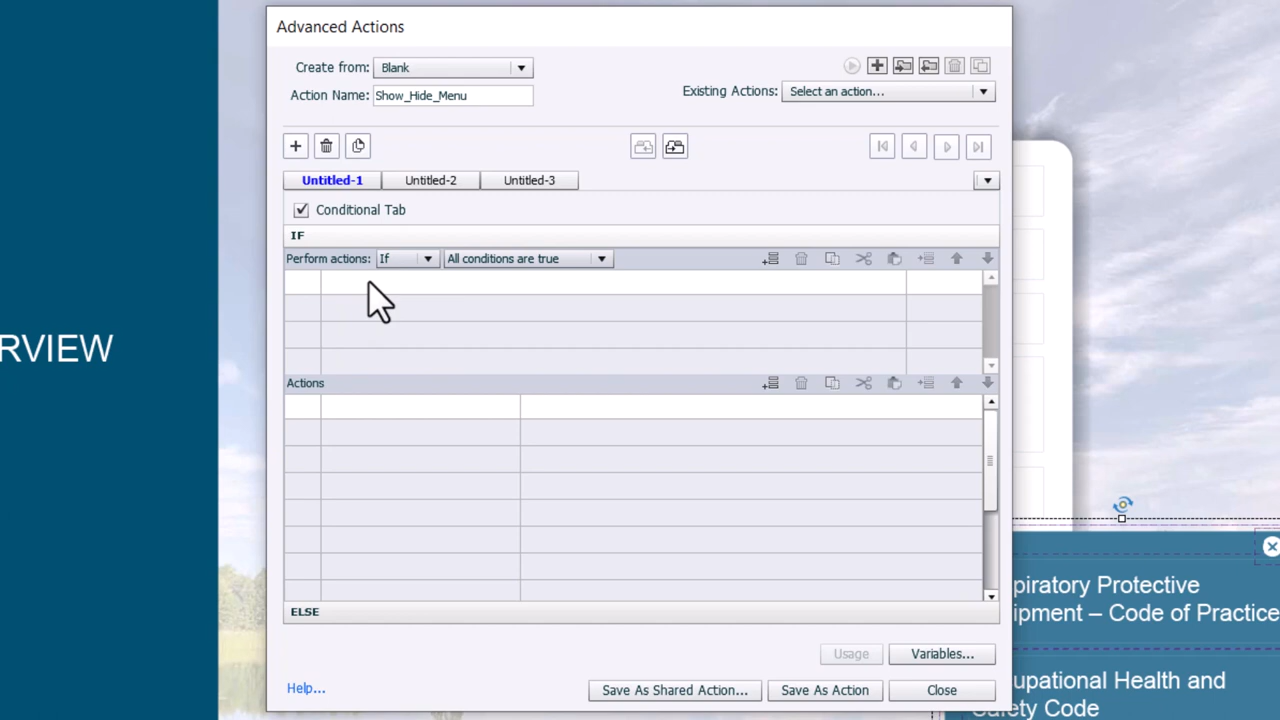 Advanced Actions
Create from: Blank
Action Name: Show_Hide_Menu
Existing Actions: Select an action...
Untitled-1 Untitled-2 Untitled-3
Conditional Tab
IF
Perform actions: If All conditions are true
Actions
ELSE
Usage Variables...
Help... Save As Shared Action... Save As Action Close
RVIEW
piratory Protective
ipment – Code of Practice
upational Health and
Safety Code